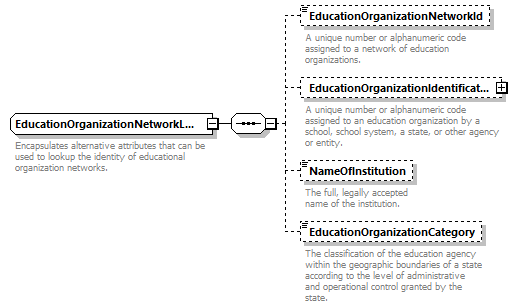 EducationOrganizationNetworkId
A unique number or alphanumeric code
assigned to a network of education
organizations.
EducationOrganizationIdentificat...
A unique number or alphanumeric code
assigned to an education organization by a
school, school system, a state, or other agency
or entity.
EducationOrganizationNetworkL...
Encapsulates alternative attributes that can be
used to lookup the identity of educational
organization networks.
NameOfInstitution
The full, legally accepted
name of the institution.
EducationOrganizationCategory
The classification of the education agency
within the geographic boundaries of a state
according to the level of administrative
and operational control granted by the
state.